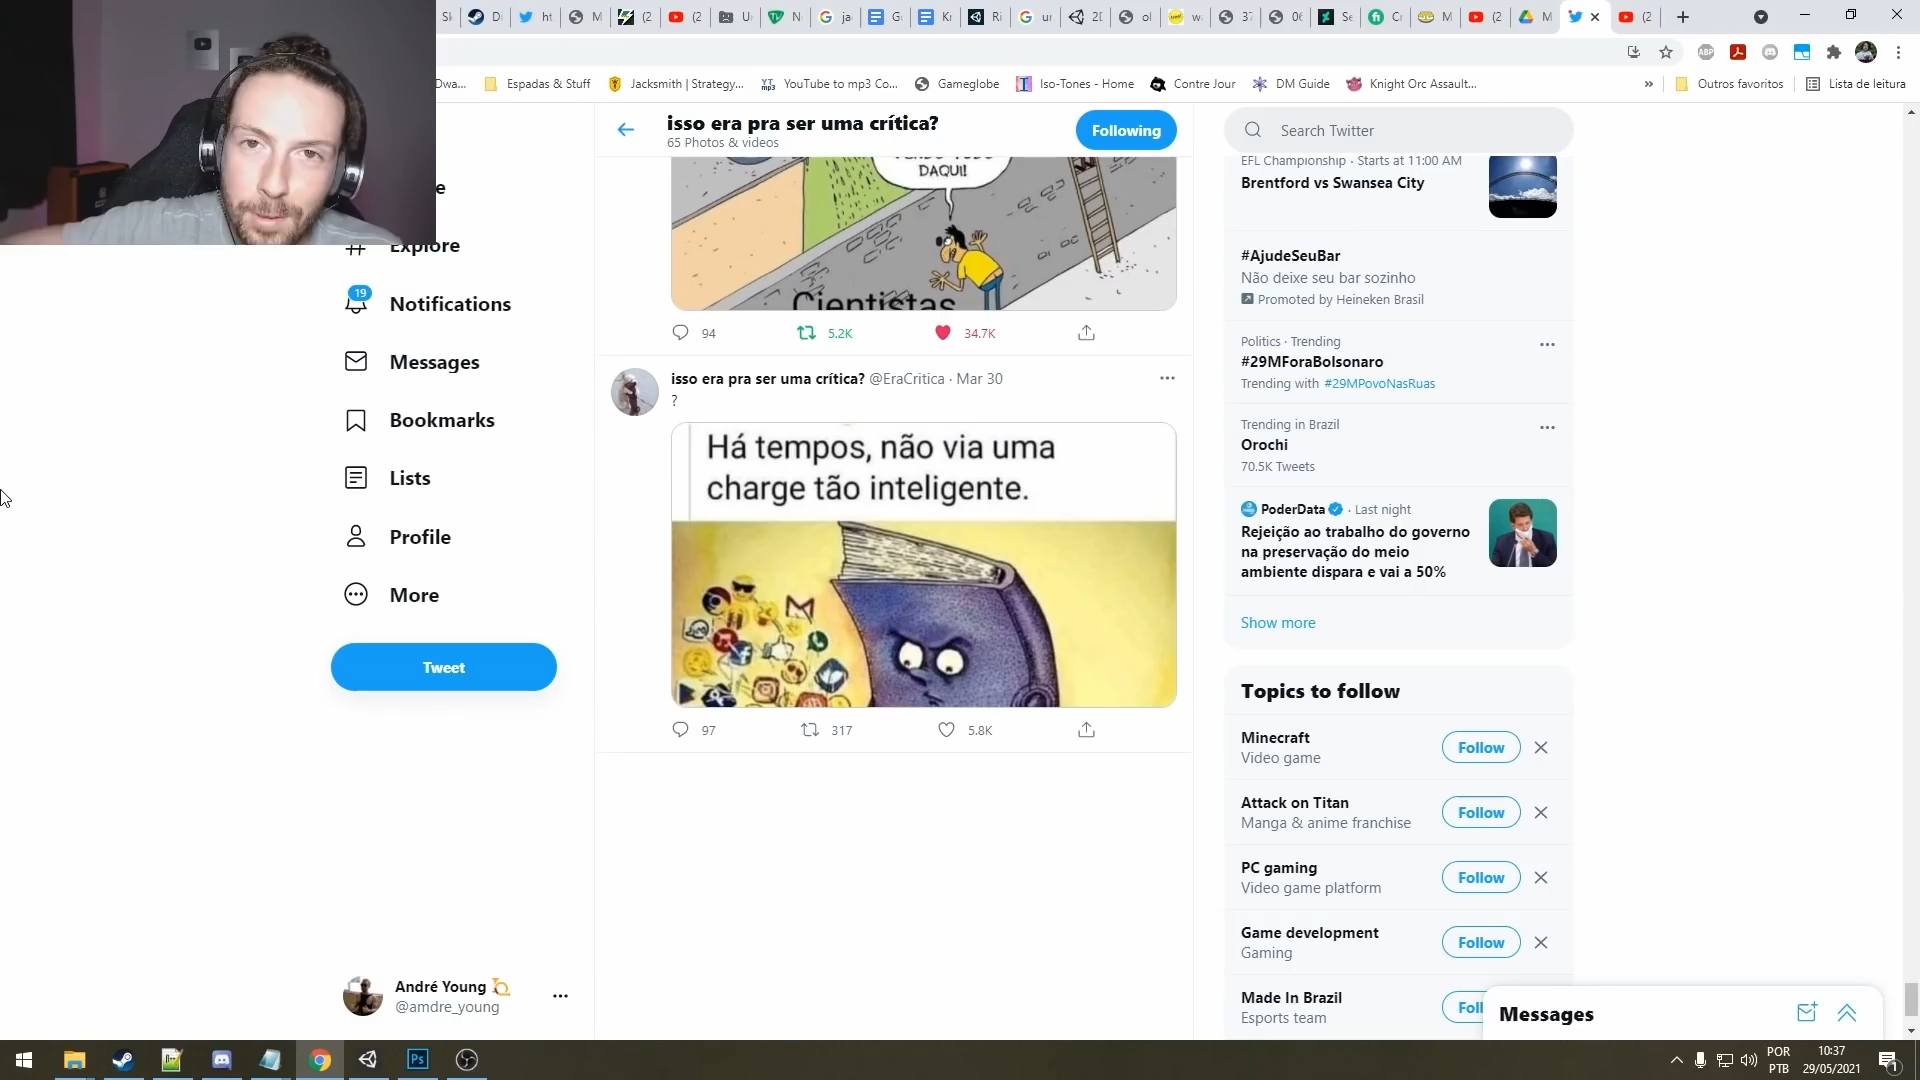 Dwa...
Espadas & Stuff
Jacksmith | Strategy,...
YouTube to mp3 Co...
Gameglobe
Iso-Tones - Home
Contre Jour
DM Guide
Knight Orc Assault...
»
Outros favoritos
Lista de leitura
isso era pra ser uma crítica?
65 Photos & videos
Following
Search Twitter
DAQUI!
Cientistas
94
5.2K
34.7K
isso era pra ser uma crítica? @EraCritica · Mar 30
?
Há tempos, não via uma
charge tão inteligente.
97
317
5.8K
Explore
19
Notifications
Messages
Bookmarks
Lists
Profile
More
Tweet
André Young
@amdre_young
EFL Championship · Starts at 11:00 AM
Brentford vs Swansea City
#AjudeSeuBar
Não deixe seu bar sozinho
Promoted by Heineken Brasil
Politics · Trending
#29MForaBolsonaro
Trending with #29MPovoNasRuas
Trending in Brazil
Orochi
70.5K Tweets
PoderData · Last night
Rejeição ao trabalho do governo
na preservação do meio
ambiente dispara e vai a 50%
Show more
Topics to follow
Minecraft
Video game
Follow
Attack on Titan
Manga & anime franchise
Follow
PC gaming
Video game platform
Follow
Game development
Gaming
Follow
Made In Brazil
Esports team
Foll
Messages
POR
PTB
10:37
29/05/2021
1